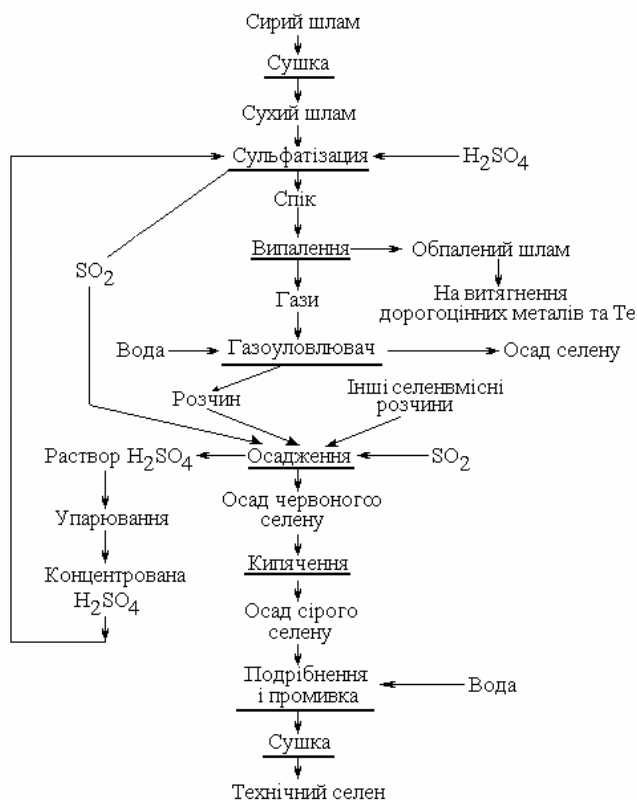 Сирий шлам
Сушка
Сухий шлам
Сульфатізация
H2SO4
Спік
Випалення
Обпалений шлам
SO2
Гази
На витягнення
дорогоцінних металів та Те
Вода
Газоуловлювач
Осад селену
Розчин
Інші селенвмісні
розчини
Раствор H2SO4
Осадження
SO2
Осад червоного
селену
Упарювання
Кипячення
Концентрована
H2SO4
Осад сірого
селену
Подрібнення
і промивка
Вода
Сушка
Технічний селен